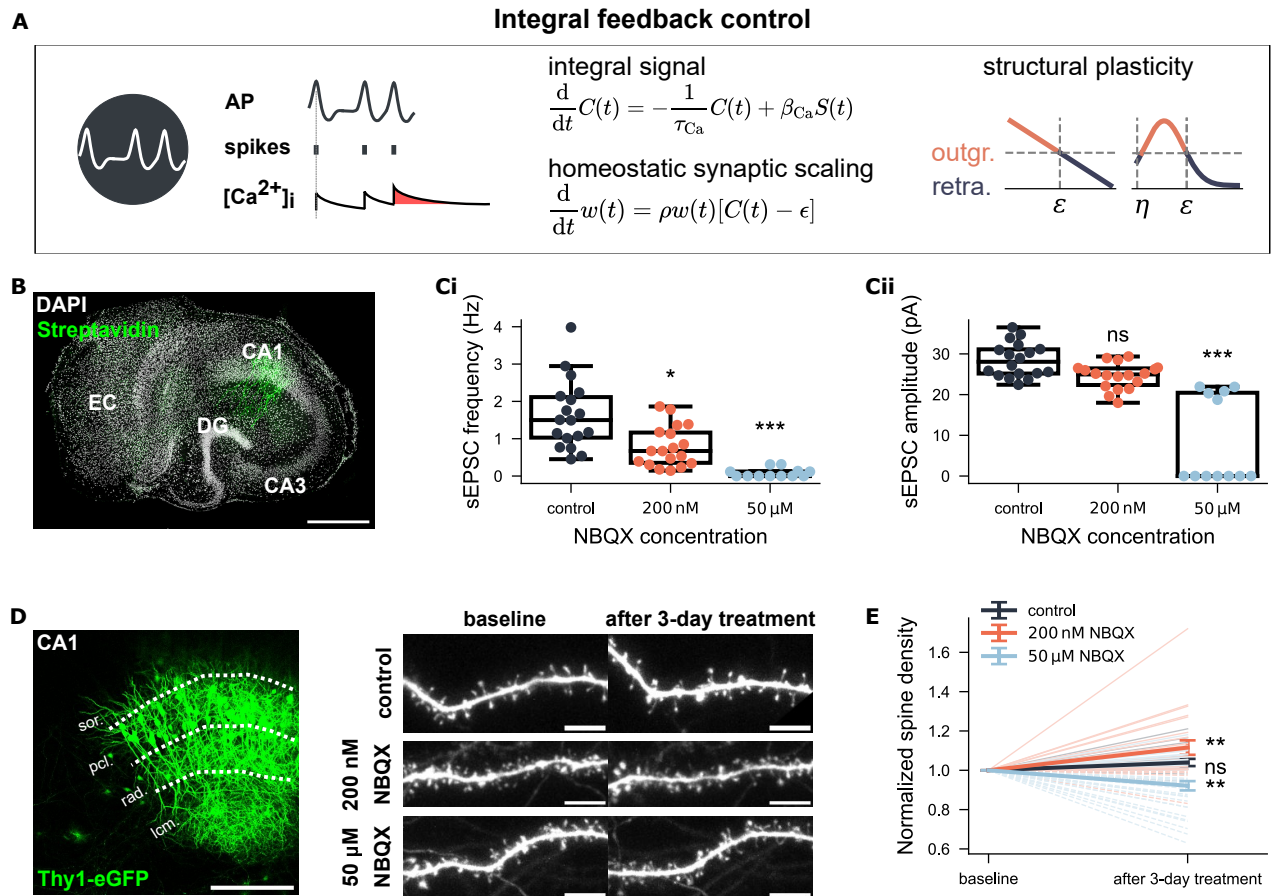 Integral feedback control
A
AP
spikes
[Ca²⁺]ᵢ
integral signal
d/dt C(t) = −1/τ_Ca C(t) + β_Ca S(t)
homeostatic synaptic scaling
d/dt w(t) = ρw(t)[C(t) − ϵ]
structural plasticity
outgr.
retra.
ε
η ε
B
DAPI
Streptavidin
CA1
EC
DG
CA3
Ci
sEPSC frequency (Hz)
4
3
2
1
0
*
***
control 200 nM 50 µM
NBQX concentration
Cii
sEPSC amplitude (pA)
30
20
10
0
ns
***
control 200 nM 50 µM
NBQX concentration
D
CA1
sor.
pcl.
rad.
lcm.
Thy1-eGFP
baseline after 3-day treatment
control
200 nM
NBQX
50 µM
NBQX
E
control
200 nM NBQX
50 µM NBQX
Normalized spine density
1.6
1.4
1.2
1.0
0.8
0.6
**
ns
**
baseline after 3-day treatment